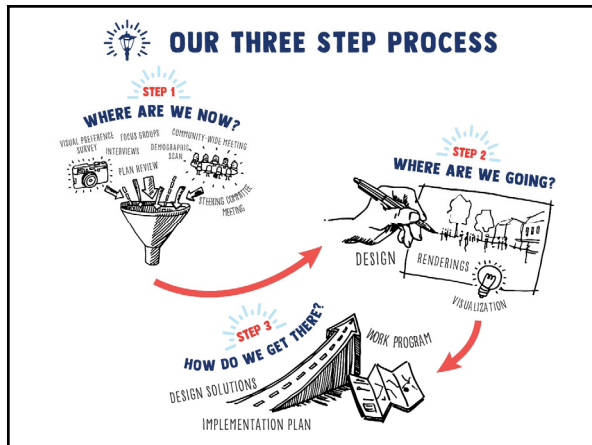 OUR THREE STEP PROCESS
STEP 1
WHERE ARE WE NOW?
VISUAL PREFERENCE
SURVEY
FOCUS GROUPS
COMMUNITY-WIDE MEETING
INTERVIEWS
DEMOGRAPHIC
SCAN
PLAN REVIEW
STEERING COMMITTEE
MEETING
STEP 2
WHERE ARE WE GOING?
DESIGN
RENDERINGS
VISUALIZATION
STEP 3
HOW DO WE GET THERE?
WORK PROGRAM
DESIGN SOLUTIONS
IMPLEMENTATION PLAN